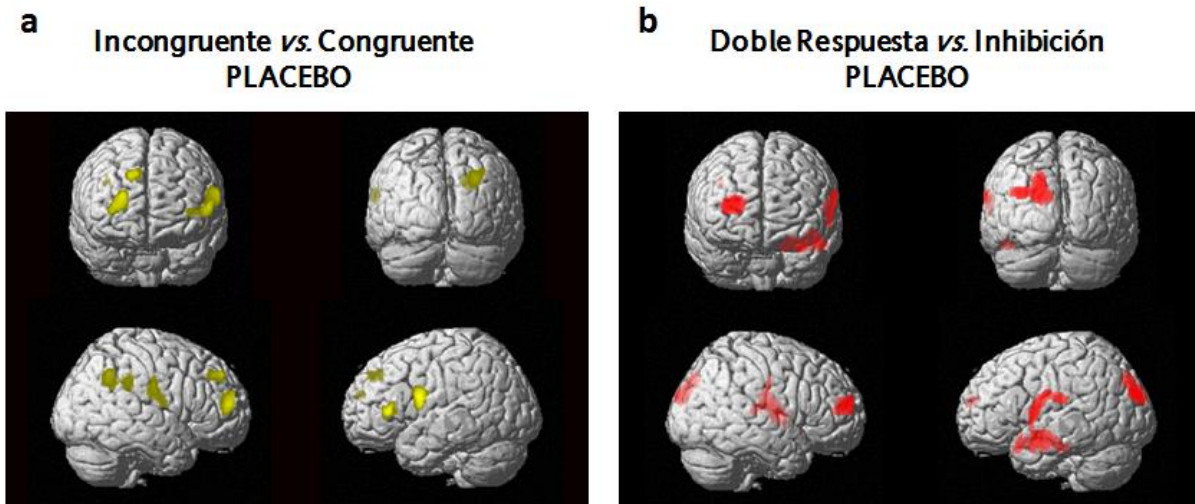 a
Incongruente vs. Congruente
PLACEBO
b
Doble Respuesta vs. Inhibición
PLACEBO